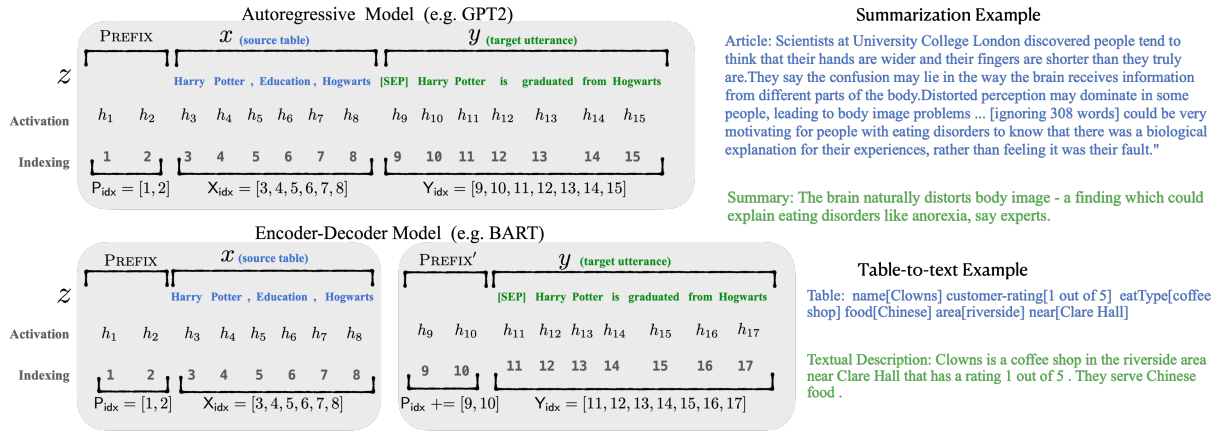 Autoregressive Model (e.g. GPT2)
PREFIX x (source table) y (target utterance)
z Harry Potter , Education , Hogwarts [SEP] Harry Potter is graduated from Hogwarts
Activation h1 h2 h3 h4 h5 h6 h7 h8 h9 h10 h11 h12 h13 h14 h15
Indexing 1 2 3 4 5 6 7 8 9 10 11 12 13 14 15
Pidx = [1, 2] Xidx = [3, 4, 5, 6, 7, 8] Yidx = [9, 10, 11, 12, 13, 14, 15]
Encoder-Decoder Model (e.g. BART)
PREFIX x (source table) PREFIX′ y (target utterance)
z Harry Potter , Education , Hogwarts [SEP] Harry Potter is graduated from Hogwarts
Activation h1 h2 h3 h4 h5 h6 h7 h8 h9 h10 h11 h12 h13 h14 h15 h16 h17
Indexing 1 2 3 4 5 6 7 8 9 10 11 12 13 14 15 16 17
Pidx = [1, 2] Xidx = [3, 4, 5, 6, 7, 8] Pidx += [9, 10] Yidx = [11, 12, 13, 14, 15, 16, 17]
Summarization Example
Article: Scientists at University College London discovered people tend to
think that their hands are wider and their fingers are shorter than they truly
are.They say the confusion may lie in the way the brain receives information
from different parts of the body.Distorted perception may dominate in some
people, leading to body image problems ... [ignoring 308 words] could be very
motivating for people with eating disorders to know that there was a biological
explanation for their experiences, rather than feeling it was their fault."
Summary: The brain naturally distorts body image - a finding which could
explain eating disorders like anorexia, say experts.
Table-to-text Example
Table: name[Clowns] customer-rating[1 out of 5] eatType[coffee
shop] food[Chinese] area[riverside] near[Clare Hall]
Textual Description: Clowns is a coffee shop in the riverside area
near Clare Hall that has a rating 1 out of 5 . They serve Chinese
food .